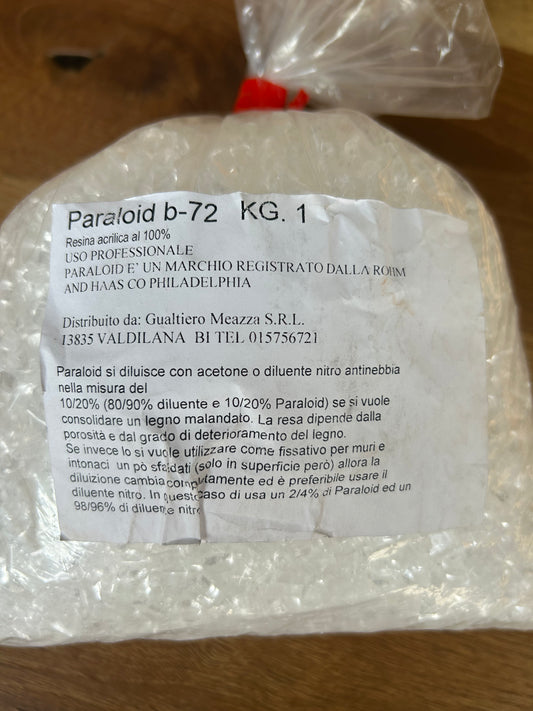 Paraloid b-72 KG. 1
Resina acrilica al 100%
USO PROFESSIONALE
PARALOID E' UN MARCHIO REGISTRATO DALLA ROHM
AND HAAS CO PHILADELPHIA
Distribuito da: Gualtiero Meazza S.R.L.
13835 VALDILANA BI TEL 015756721
Paraloid si diluisce con acetone o diluente nitro antinebbia
nella misura del
10/20% (80/90% diluente e 10/20% Paraloid) se si vuole
consolidare un legno malandato. La resa dipende dalla
porosità e dal grado di deterioramento del legno.
Se invece lo si vuole utilizzare come fissativo per muri e
intonaci un pò sfaldati (solo in superficie però) allora la
diluizione cambia ed è preferibile usare il
diluente nitro. In questo caso di usa un 2/4% di Paraloid ed un
98/96% di diluente nitro